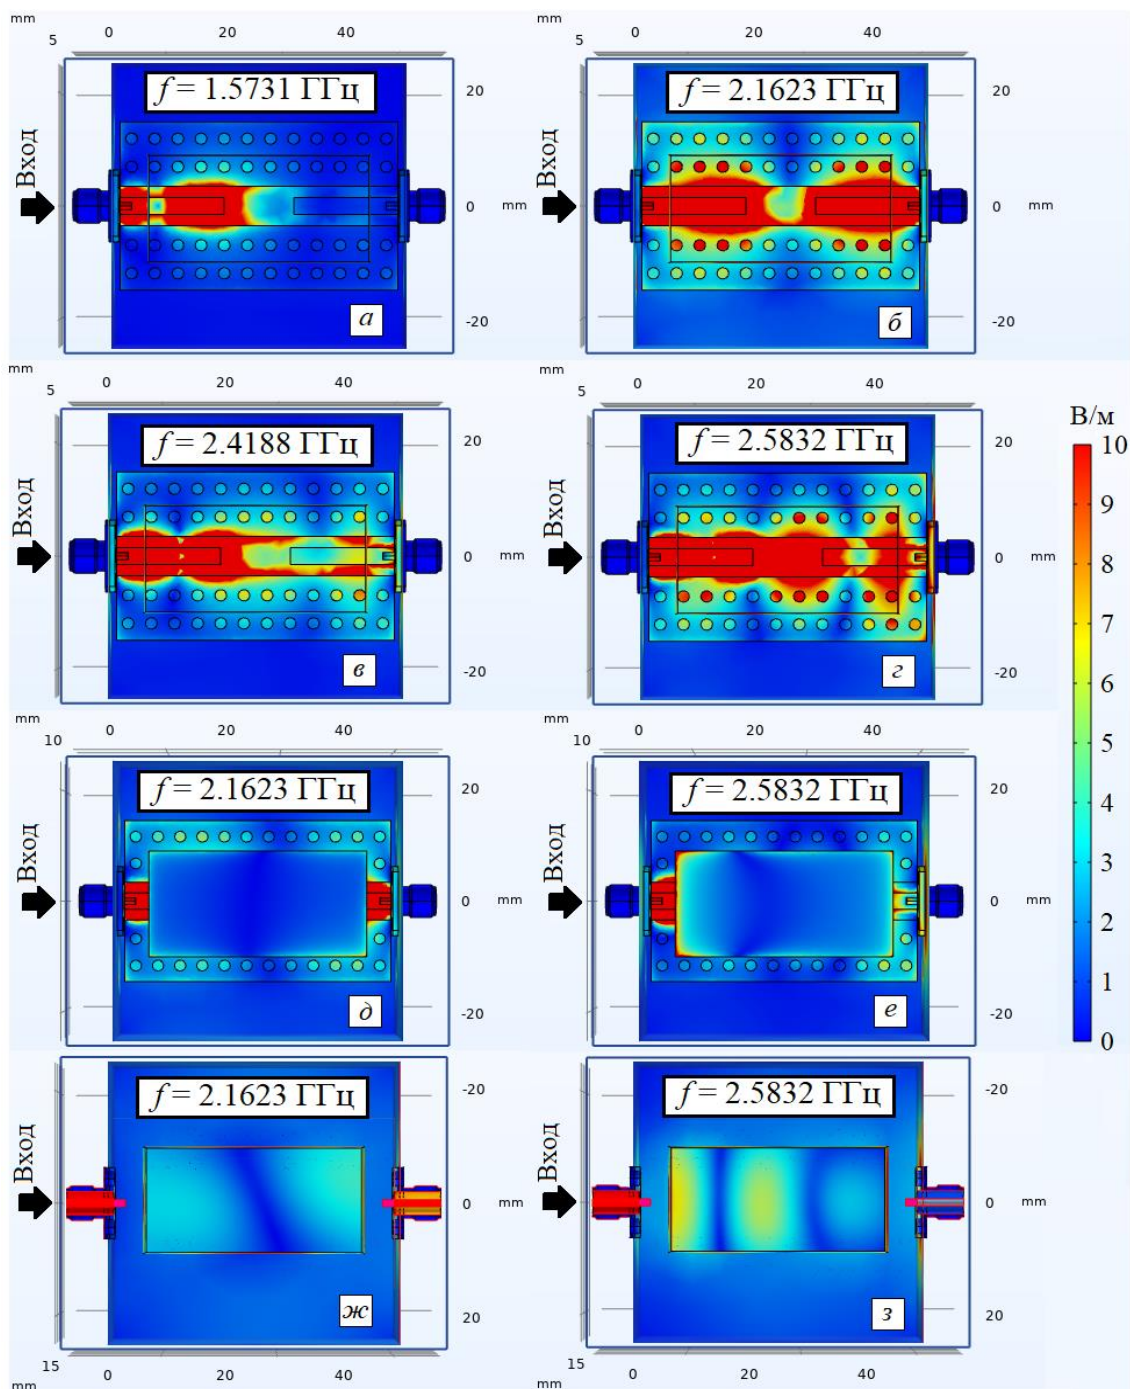 mm
0 20 40
5
f = 1.5731 ГГц
20
Вход
0 mm
-20
а
mm
0 20 40
5
f = 2.1623 ГГц
20
Вход
0 mm
-20
б
mm
0 20 40
5
f = 2.4188 ГГц
20
Вход
0 mm
-20
в
mm
0 20 40
5
f = 2.5832 ГГц
20
Вход
0 mm
-20
г
В/м
10
9
8
7
6
5
4
3
2
1
0
mm
0 20 40
10
f = 2.1623 ГГц
20
Вход
0 mm
-20
д
mm
0 20 40
10
f = 2.5832 ГГц
20
Вход
0 mm
-20
е
f = 2.1623 ГГц
-20
Вход
0 mm
20
ж
15
mm
0 20 40
f = 2.5832 ГГц
-20
Вход
0 mm
20
з
15
mm
0 20 40